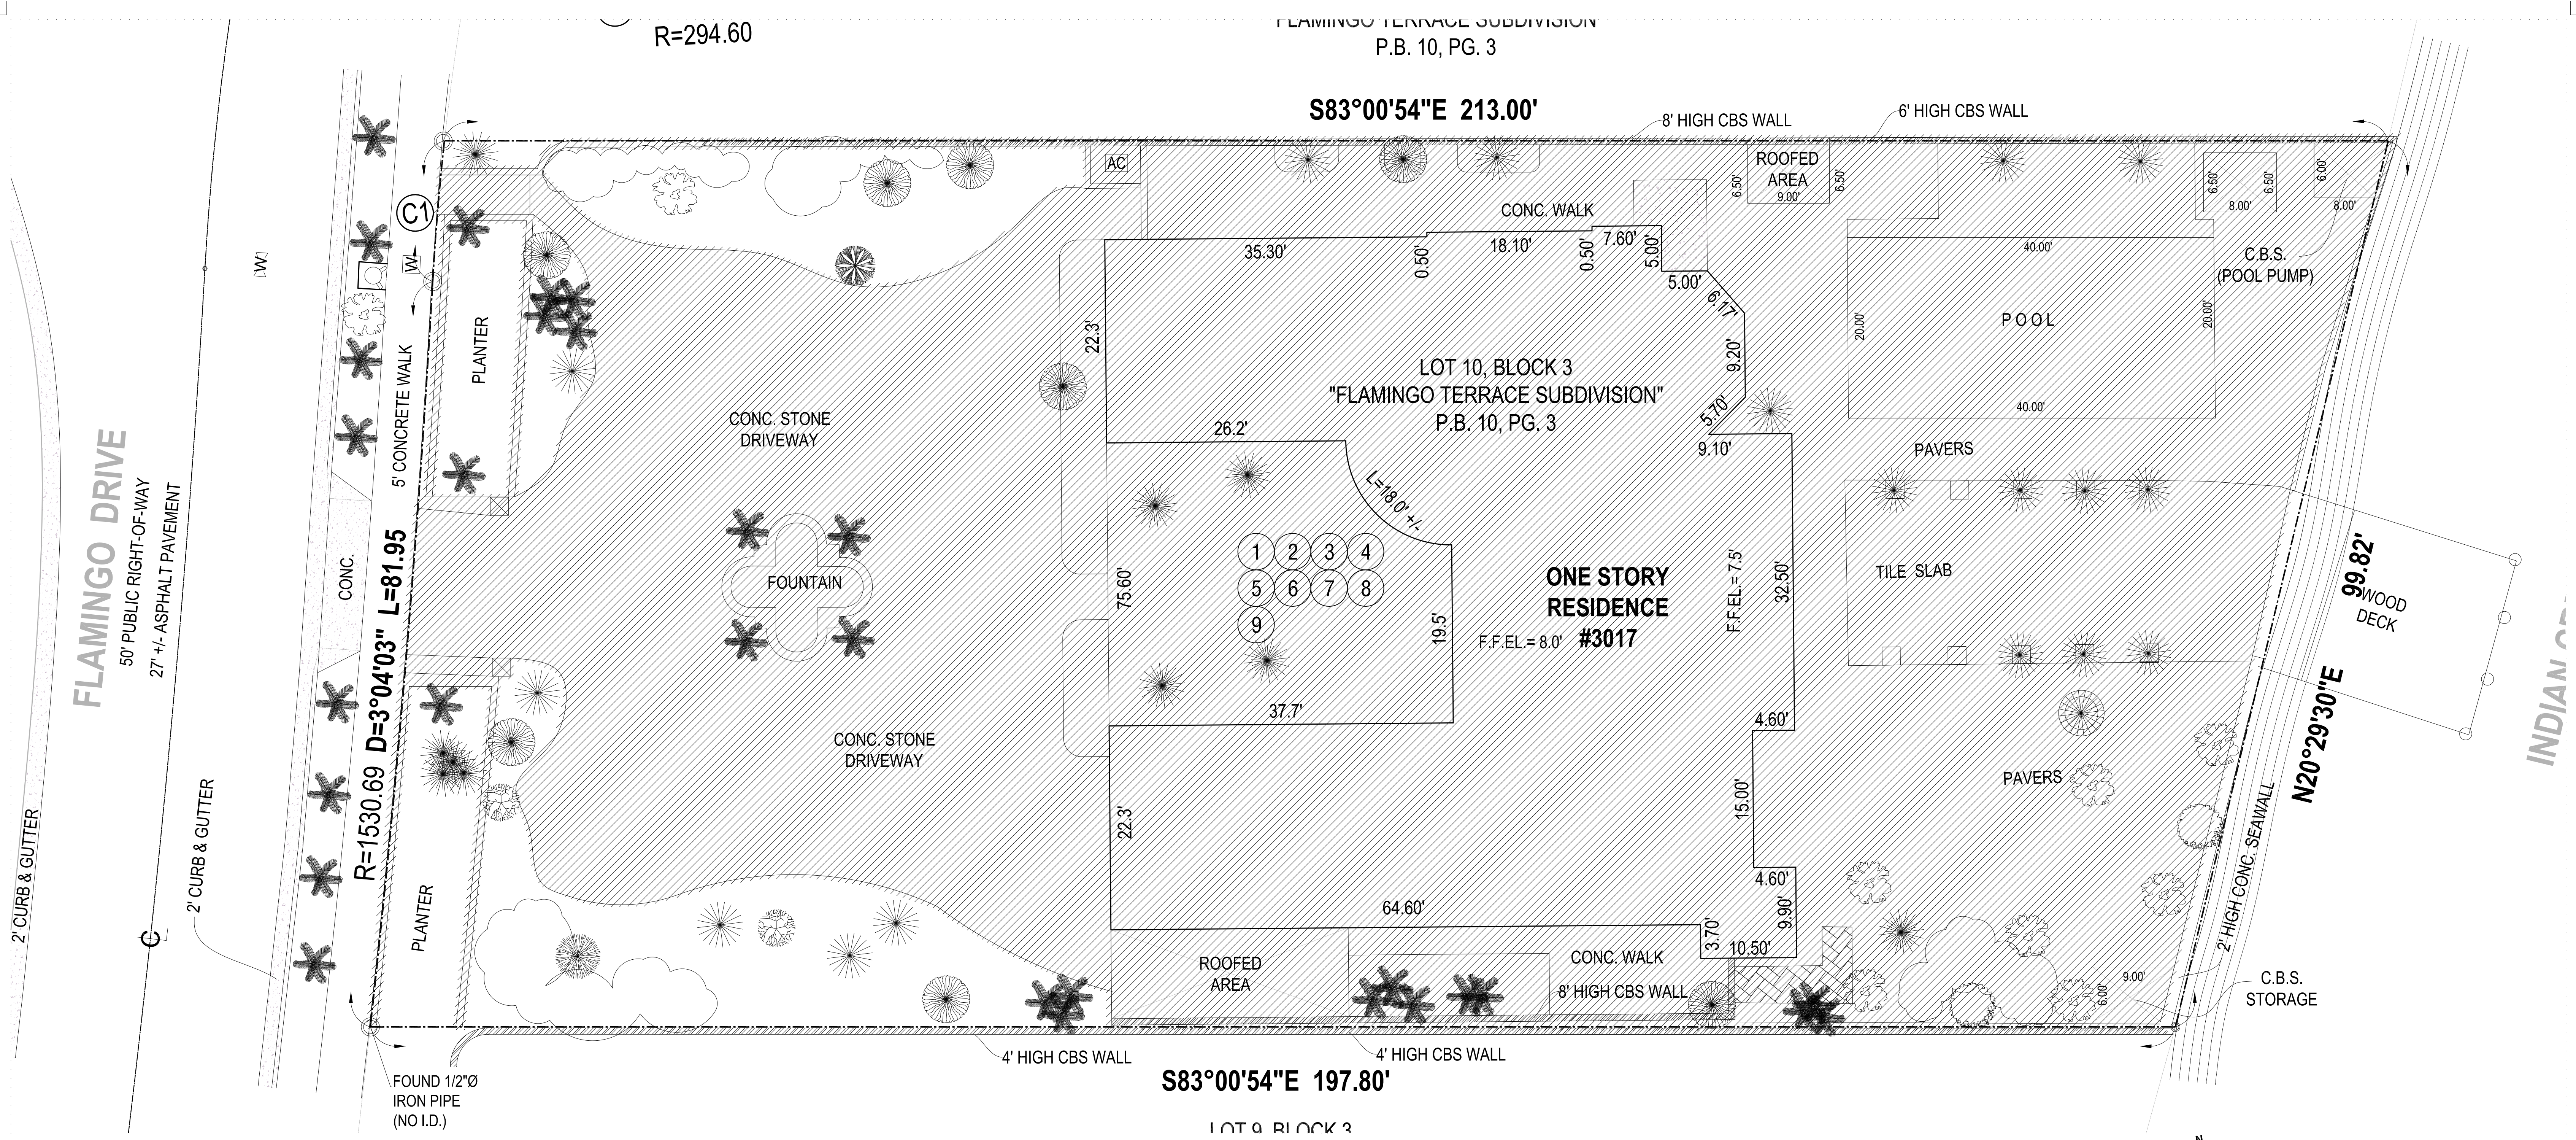 FLAMINGO TERRACE SUBDIVISION
P.B. 10, PG. 3
R=294.60
S83°00'54"E 213.00'
8' HIGH CBS WALL
6' HIGH CBS WALL
AC
ROOFED
AREA
9.00'
6.50'
6.50'
6.50'
6.50'
8.00'
6.00'
8.00'
C1
W
W
CONC. WALK
35.30'
0.50'
18.10'
0.50'
7.60'
5.00'
5.00'
6.17'
9.20'
5.70'
9.10'
40.00'
C.B.S.
(POOL PUMP)
20.00'
POOL
20.00'
40.00'
22.3'
PLANTER
5' CONCRETE WALK
LOT 10, BLOCK 3
"FLAMINGO TERRACE SUBDIVISION"
P.B. 10, PG. 3
CONC. STONE
DRIVEWAY
26.2'
L=18.0' +/-
PAVERS
FLAMINGO DRIVE
50' PUBLIC RIGHT-OF-WAY
27' +/- ASPHALT PAVEMENT
CONC.
R=1530.69 D=3°04'03" L=81.95
FOUNTAIN
75.60'
1 2 3 4
5 6 7 8
9
19.5'
ONE STORY
RESIDENCE
#3017
F.F.EL.= 8.0'
F.F.EL.= 7.5'
32.50'
TILE SLAB
99.82'
WOOD
DECK
N20°29'30"E
37.7'
4.60'
CONC. STONE
DRIVEWAY
PAVERS
15.00'
22.3'
2' CURB & GUTTER
2' CURB & GUTTER
C
PLANTER
4.60'
9.90'
64.60'
3.70'
10.50'
2' HIGH CONC. SEAWALL
ROOFED
AREA
CONC. WALK
8' HIGH CBS WALL
9.00'
6.00'
C.B.S.
STORAGE
4' HIGH CBS WALL
4' HIGH CBS WALL
S83°00'54"E 197.80'
FOUND 1/2"Ø
IRON PIPE
(NO I.D.)
LOT 9, BLOCK 3
INDIAN
N